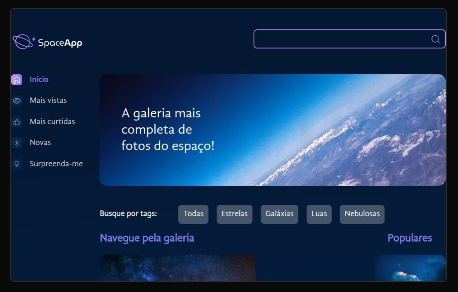 SpaceApp
Início
Mais vistas
Mais curtidas
Novas
Surpreenda-me
A galeria mais
completa de
fotos do espaço!
Busque por tags:
Todas
Estrelas
Galáxias
Luas
Nebulosas
Navegue pela galeria
Populares